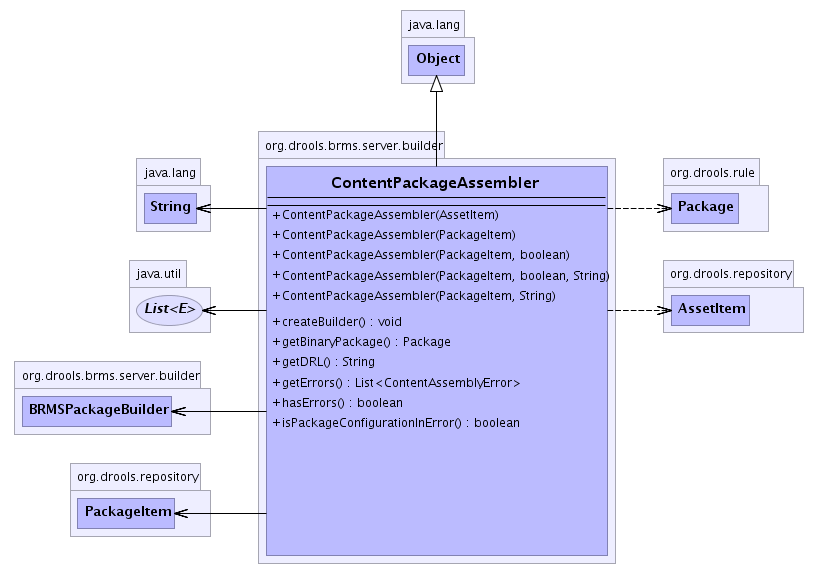 java.lang
Object
org.drools.brms.server.builder
ContentPackageAssembler
java.lang
String
org.drools.rule
Package
+ContentPackageAssembler(AssetItem)
+ContentPackageAssembler(PackageItem)
+ContentPackageAssembler(PackageItem, boolean)
+ContentPackageAssembler(PackageItem, boolean, String)
+ContentPackageAssembler(PackageItem, String)
java.util
List<E>
org.drools.repository
AssetItem
+createBuilder() : void
+getBinaryPackage() : Package
+getDRL() : String
+getErrors() : List<ContentAssemblyError>
+hasErrors() : boolean
+isPackageConfigurationInError() : boolean
org.drools.brms.server.builder
BRMSPackageBuilder
org.drools.repository
PackageItem